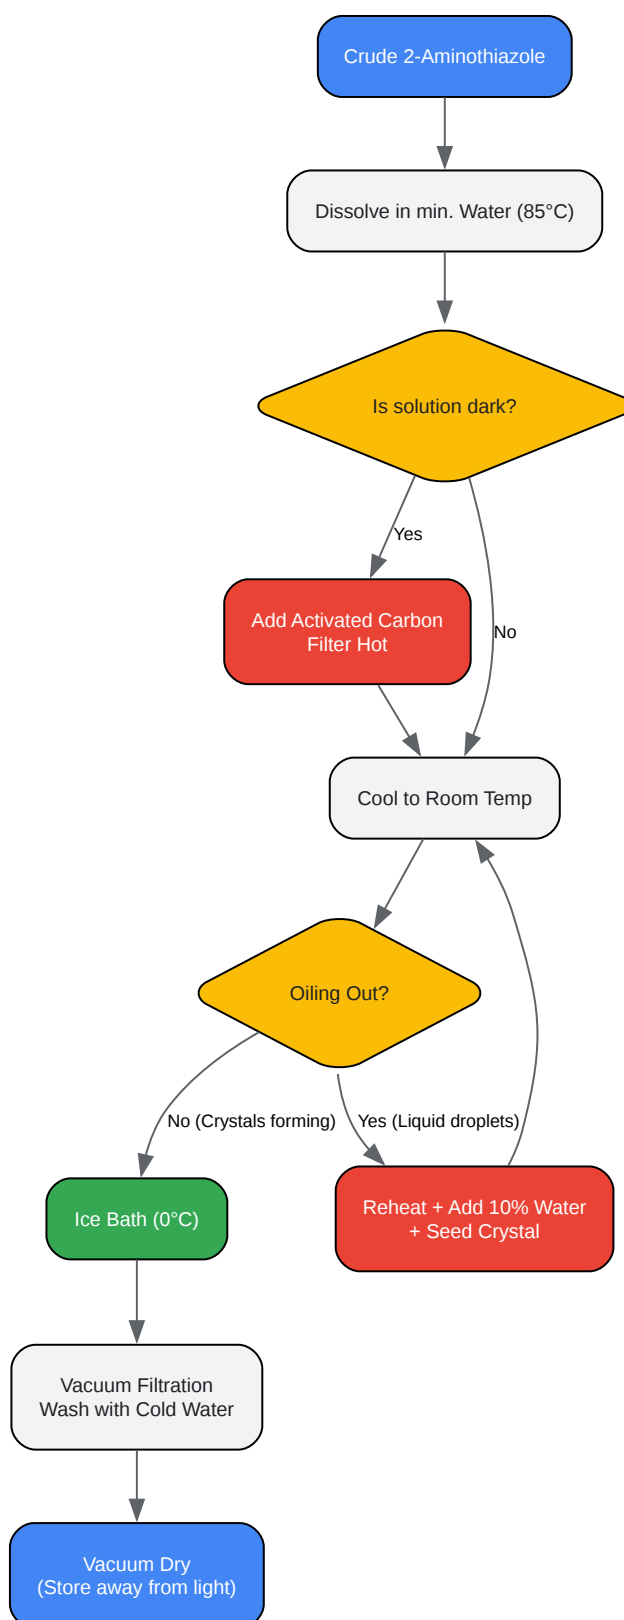 Crude 2-Aminothiazole
Dissolve in min. Water (85°C)
Is solution dark?
Yes
Add Activated Carbon
Filter Hot
No
Cool to Room Temp
Oiling Out?
No (Crystals forming)
Yes (Liquid droplets)
Ice Bath (0°C)
Reheat + Add 10% Water
+ Seed Crystal
Vacuum Filtration
Wash with Cold Water
Vacuum Dry
(Store away from light)